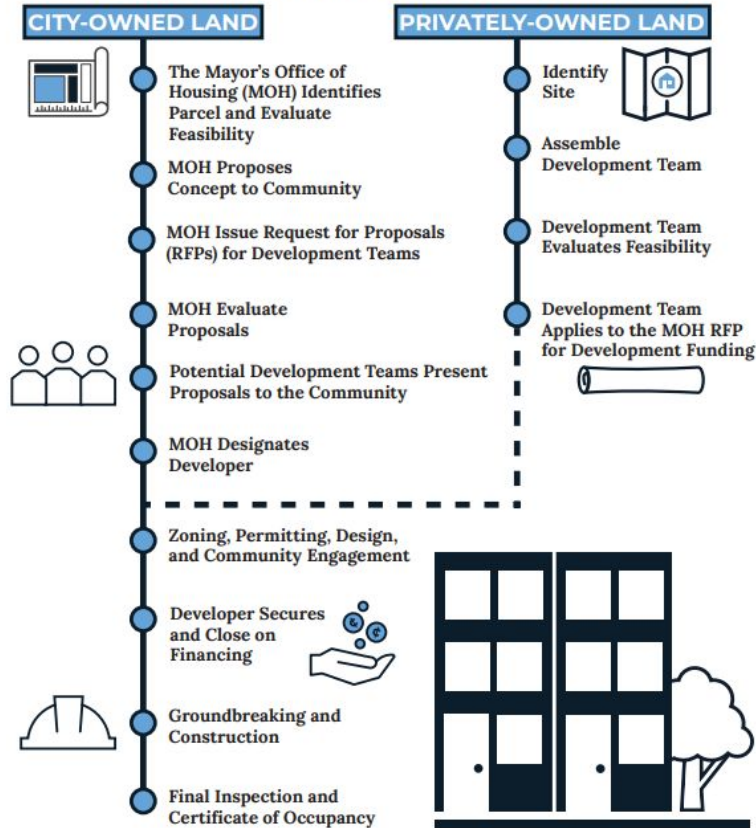 CITY-OWNED LAND
The Mayor's Office of
Housing (MOH) Identifies
Parcel and Evaluate
Feasibility
MOH Proposes
Concept to Community
MOH Issue Request for Proposals
(RFPs) for Development Teams
MOH Evaluate
Proposals
Potential Development Teams Present
Proposals to the Community
MOH Designates
Developer
PRIVATELY-OWNED LAND
Identify
Site
Assemble
Development Team
Development Team
Evaluates Feasibility
Development Team
Applies to the MOH RFP
for Development Funding
Zoning, Permitting, Design,
and Community Engagement
Developer Secures
and Close on
Financing
&
¢
Groundbreaking and
Construction
Final Inspection and
Certificate of Occupancy